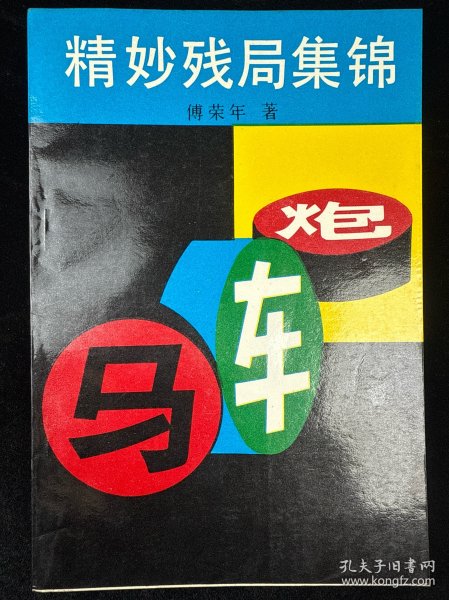 精妙残局集锦
傅荣年 著
炮
车
马
孔夫子旧书网
www.kongfz.com